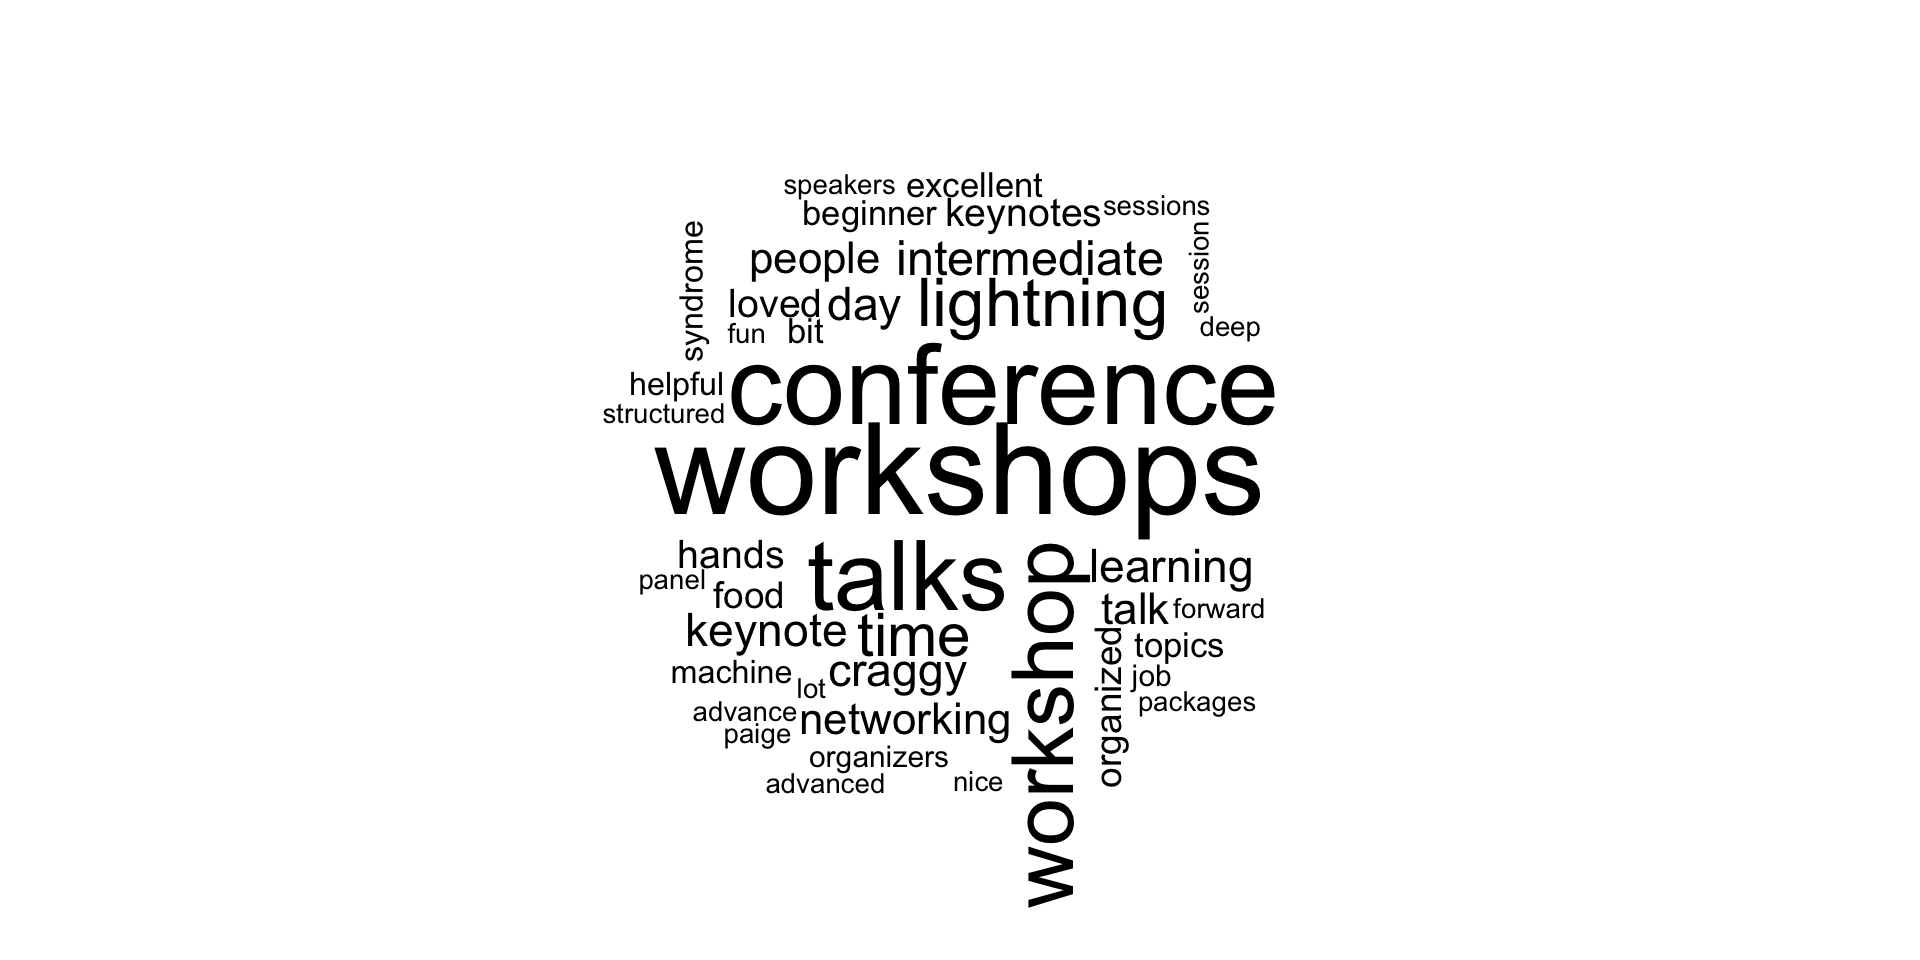 speakers excellent
beginner keynotes sessions
syndrome
people intermediate
session
loved day lightning
fun bit
deep
helpful conference
structured
workshops
hands talks learning
panel food
workshop
talk forward
keynote time
organized
topics
machine lot craggy
job
packages
advance networking
paige
organizers
advanced nice